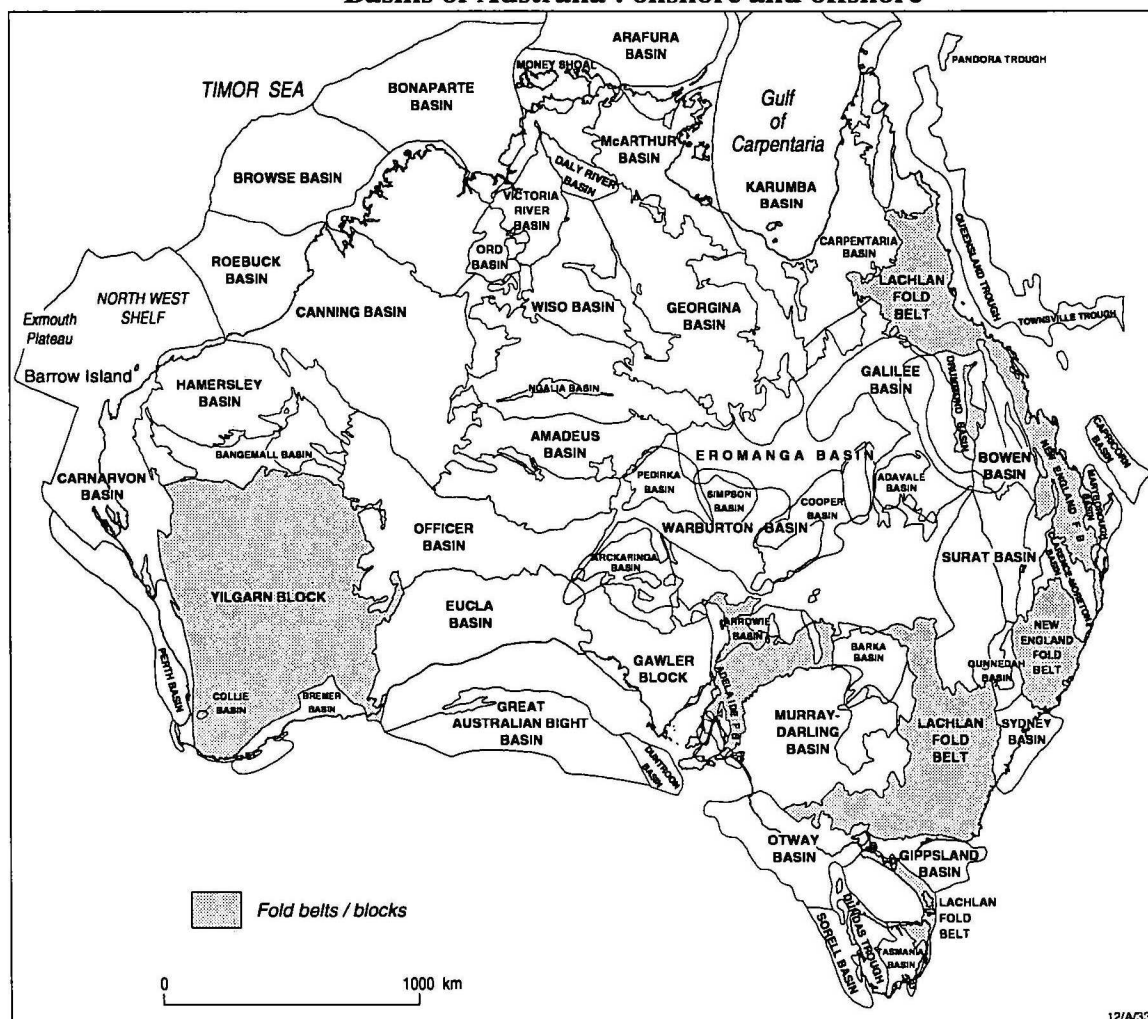 Basins of Australia : onshore and offshore
ARAFURA
BASIN
MONEY SHOAL
PANDORA TROUGH
TIMOR SEA
BONAPARTE
BASIN
Gulf
of
Carpentaria
McARTHUR
BASIN
DALY RIVER
BASIN
BROWSE BASIN
VICTORIA
RIVER
BASIN
KARUMBA
BASIN
QUEENSLAND TROUGH
ORD
BASIN
CARPENTARIA
BASIN
ROEBUCK
BASIN
LACHLAN
FOLD
BELT
NORTH WEST
SHELF
CANNING BASIN
WISO BASIN
GEORGINA
BASIN
TOWNSVILLE TROUGH
Exmouth
Plateau
Barrow Island
HAMERSLEY
BASIN
NGALIA BASIN
GALILEE
BASIN
DRUMMOND BASIN
CAPRICORN
BASIN
BANGEMALL BASIN
AMADEUS
BASIN
EROMANGA BASIN
BOWEN
BASIN
NEW ENGLAND F B
MARYBOROUGH
BASIN
CARNARVON
BASIN
PEDIRKA
BASIN
SIMPSON
BASIN
COOPER
BASIN
ADAVALE
BASIN
OFFICER
BASIN
WARBURTON BASIN
CLARENCE-MORETON
BASIN
ARCKARINGA
BASIN
SURAT BASIN
YILGARN BLOCK
EUCLA
BASIN
ARROWIE
BASIN
NEW
ENGLAND
FOLD
BELT
PERTH BASIN
GAWLER
BLOCK
ADELAIDE F B
BARKA
BASIN
GUNNEDAH
BASIN
COLLIE
BASIN
BREMER
BASIN
GREAT
AUSTRALIAN BIGHT
BASIN
MURRAY-
DARLING
BASIN
LACHLAN
FOLD
BELT
SYDNEY
BASIN
DUNTROON
BASIN
OTWAY
BASIN
GIPPSLAND
BASIN
Fold belts / blocks
LACHLAN
FOLD
BELT
SORELL BASIN
DUNDAS TROUGH
TASMANIA
BASIN
0
1000 km